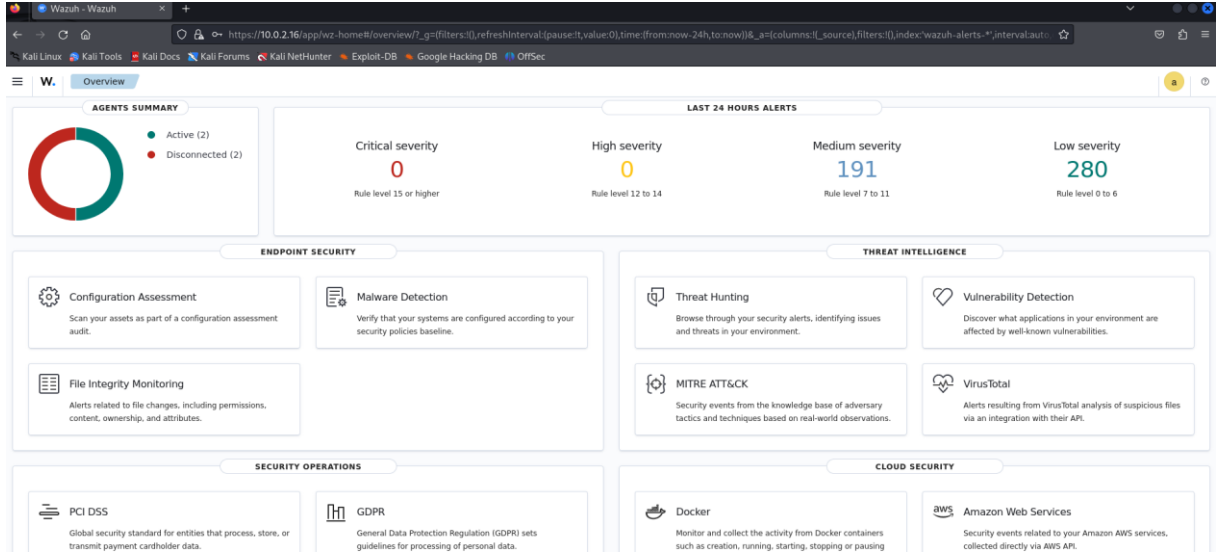 Wazuh - Wazuh
https://10.0.2.16/app/wz-home#/overview/?_g=(filters:!(),refreshInterval:(pause:!t,value:0),time:(from:now-24h,to:now))&_a=(columns:!(_source),filters:!(),index:'wazuh-alerts-*',interval:auto,
Kali Linux Kali Tools Kali Docs Kali Forums Kali NetHunter Exploit-DB Google Hacking DB OffSec
W. Overview a
AGENTS SUMMARY
Active (2)
Disconnected (2)
LAST 24 HOURS ALERTS
Critical severity
0
Rule level 15 or higher
High severity
0
Rule level 12 to 14
Medium severity
191
Rule level 7 to 11
Low severity
280
Rule level 0 to 6
ENDPOINT SECURITY
Configuration Assessment
Scan your assets as part of a configuration assessment
audit.
Malware Detection
Verify that your systems are configured according to your
security policies baseline.
File Integrity Monitoring
Alerts related to file changes, including permissions,
content, ownership, and attributes.
THREAT INTELLIGENCE
Threat Hunting
Browse through your security alerts, identifying issues
and threats in your environment.
Vulnerability Detection
Discover what applications in your environment are
affected by well-known vulnerabilities.
MITRE ATT&CK
Security events from the knowledge base of adversary
tactics and techniques based on real-world observations.
VirusTotal
Alerts resulting from VirusTotal analysis of suspicious files
via an integration with their API.
SECURITY OPERATIONS
PCI DSS
Global security standard for entities that process, store, or
transmit payment cardholder data.
GDPR
General Data Protection Regulation (GDPR) sets
guidelines for processing of personal data.
CLOUD SECURITY
Docker
Monitor and collect the activity from Docker containers
such as creation, running, starting, stopping or pausing
aws
Amazon Web Services
Security events related to your Amazon AWS services,
collected directly via AWS API.